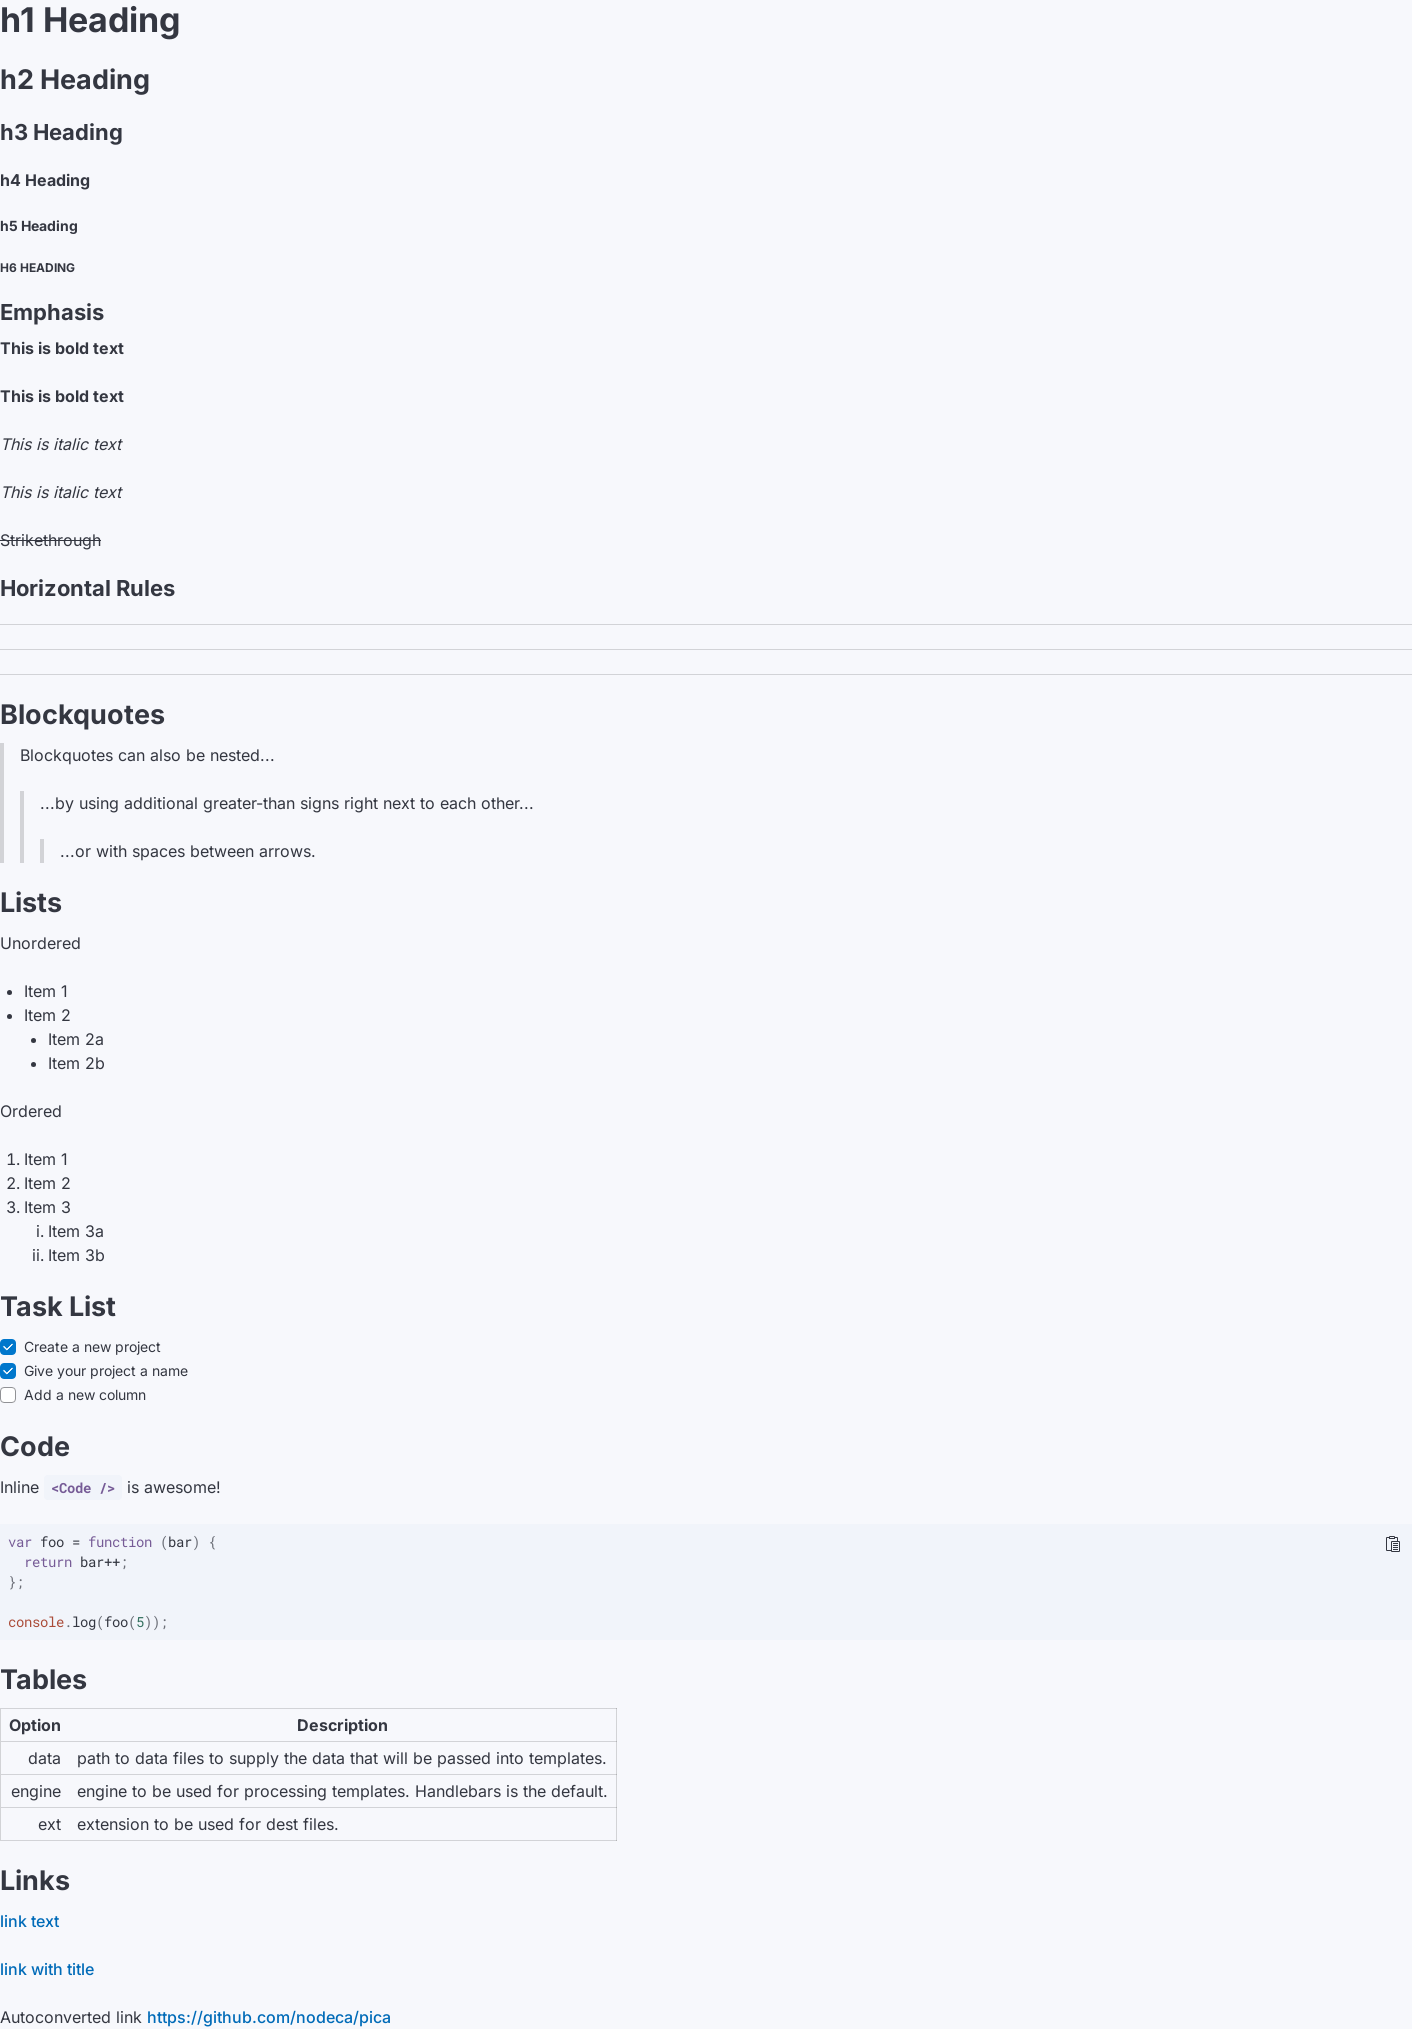 h1 Heading
h2 Heading
h3 Heading
h4 Heading
h5 Heading
H6 HEADING
Emphasis
This is bold text
This is bold text
This is italic text
This is italic text
Strikethrough
Horizontal Rules
Blockquotes
Blockquotes can also be nested...
...by using additional greater-than signs right next to each other...
...or with spaces between arrows.
Lists
Unordered
• Item 1
• Item 2
• Item 2a
• Item 2b
Ordered
1. Item 1
2. Item 2
3. Item 3
i. Item 3a
ii. Item 3b
Task List
Create a new project
Give your project a name
Add a new column
Code
Inline <Code /> is awesome!
var foo = function (bar) {
  return bar++;
};
console.log(foo(5));
Tables
Option Description
data path to data files to supply the data that will be passed into templates.
engine engine to be used for processing templates. Handlebars is the default.
ext extension to be used for dest files.
Links
link text
link with title
Autoconverted link https://github.com/nodeca/pica